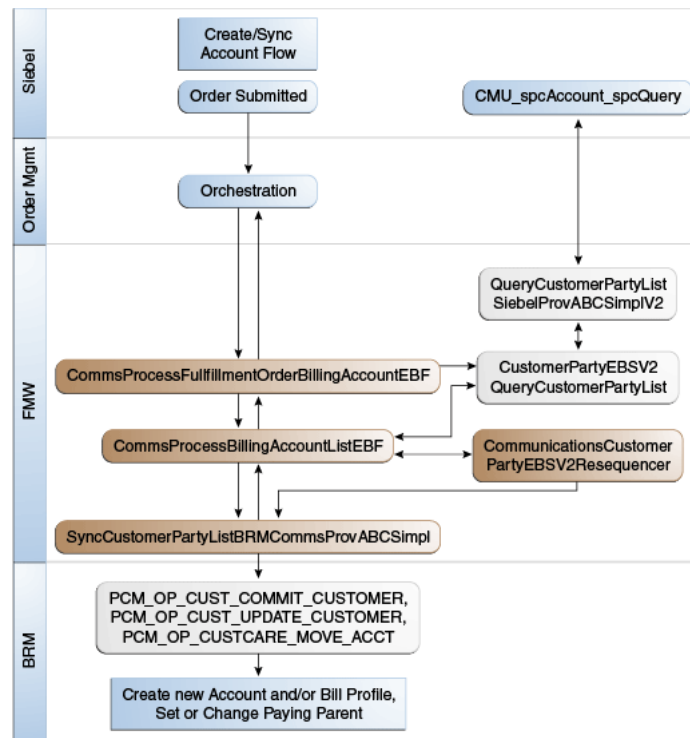 Siebel
Create/Sync
Account Flow
Order Submitted
CMU_spcAccount_spcQuery
Order Mgmt
Orchestration
FMW
QueryCustomerPartyList
SiebelProvABCSimplV2
CommsProcessFullfillmentOrderBillingAccountEBF
CustomerPartyEBSV2
QueryCustomerPartyList
CommsProcessBillingAccountListEBF
CommunicationsCustomer
PartyEBSV2Resequencer
SyncCustomerPartyListBRMCommsProvABCSimpl
BRM
PCM_OP_CUST_COMMIT_CUSTOMER,
PCM_OP_CUST_UPDATE_CUSTOMER,
PCM_OP_CUSTCARE_MOVE_ACCT
Create new Account and/or Bill Profile,
Set or Change Paying Parent